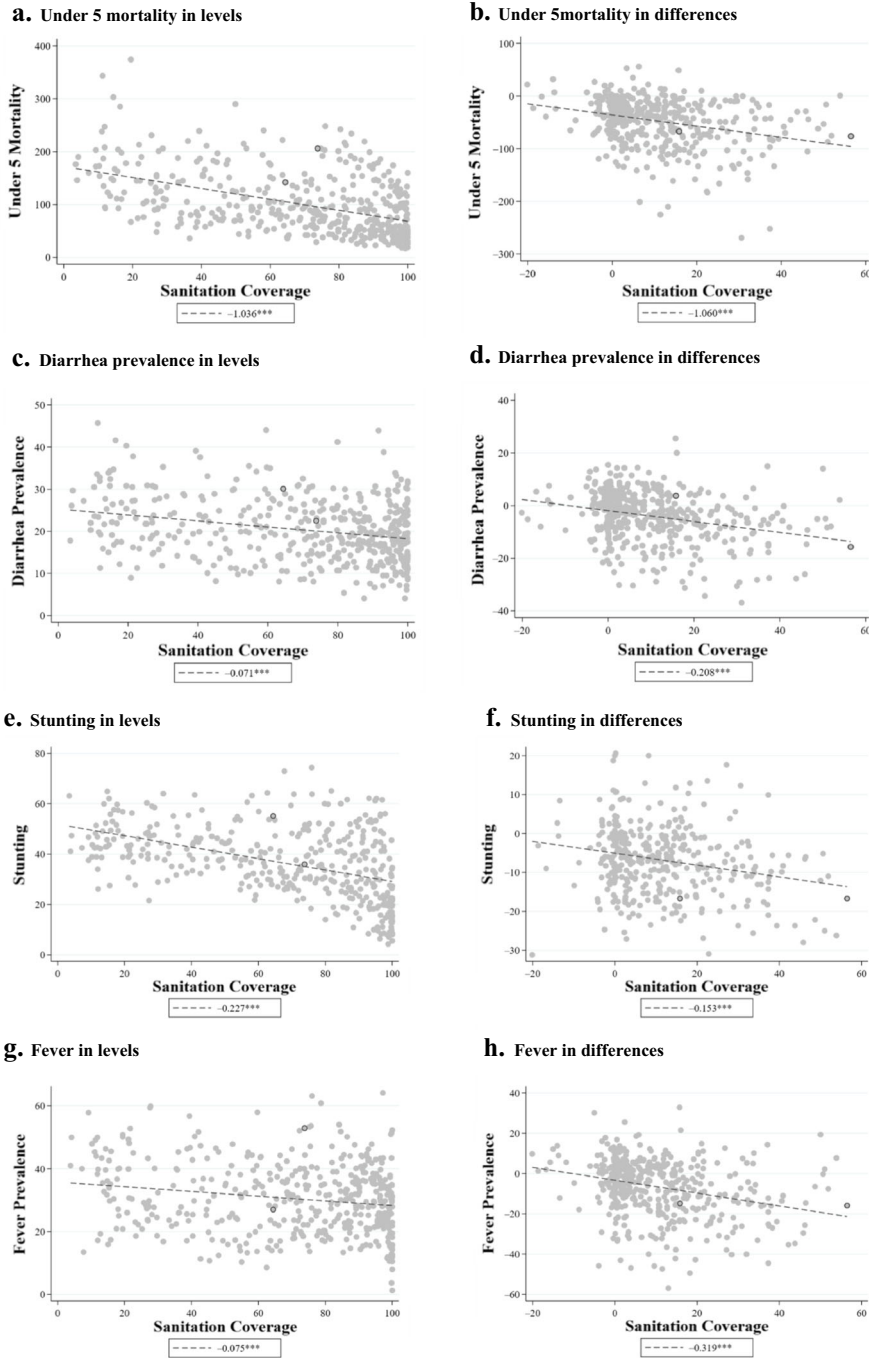 a. Under 5 mortality in levels
400
300
200
100
0
Under 5 Mortality
0 20 40 60 80 100
Sanitation Coverage
–1.036***
b. Under 5mortality in differences
100
0
–100
–200
–300
Under 5 Mortality
–20 0 20 40 60
Sanitation Coverage
–1.060***
c. Diarrhea prevalence in levels
50
40
30
20
10
0
Diarrhea Prevalence
0 20 40 60 80 100
Sanitation Coverage
–0.071***
d. Diarrhea prevalence in differences
40
20
0
–20
–40
Diarrhea Prevalence
–20 0 20 40 60
Sanitation Coverage
–0.208***
e. Stunting in levels
80
60
40
20
0
Stunting
0 20 40 60 80 100
Sanitation Coverage
–0.227***
f. Stunting in differences
20
10
0
–10
–20
–30
Stunting
–20 0 20 40 60
Sanitation Coverage
–0.153***
g. Fever in levels
60
40
20
0
Fever Prevalence
0 20 40 60 80 100
Sanitation Coverage
–0.075***
h. Fever in differences
40
20
0
–20
–40
–60
Fever Prevalence
–20 0 20 40 60
Sanitation Coverage
–0.319***